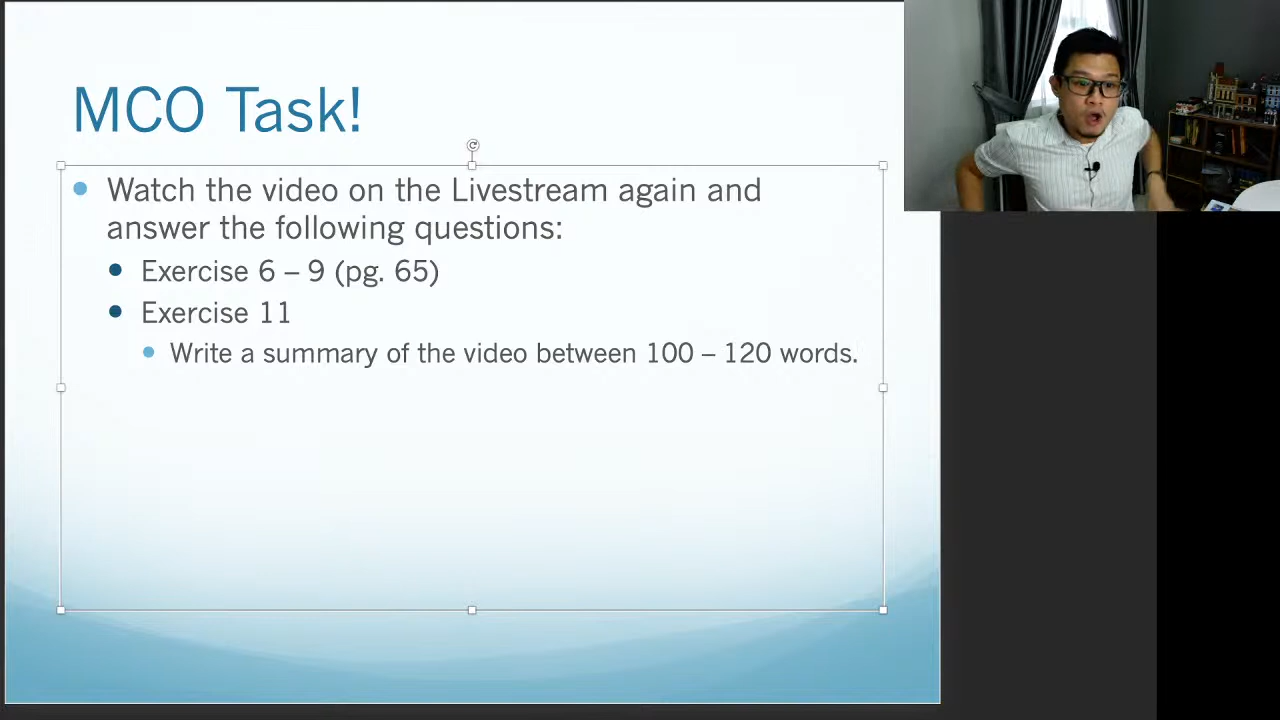 MCO Task!
Watch the video on the Livestream again and
answer the following questions:
Exercise 6 – 9 (pg. 65)
Exercise 11
Write a summary of the video between 100 – 120 words.